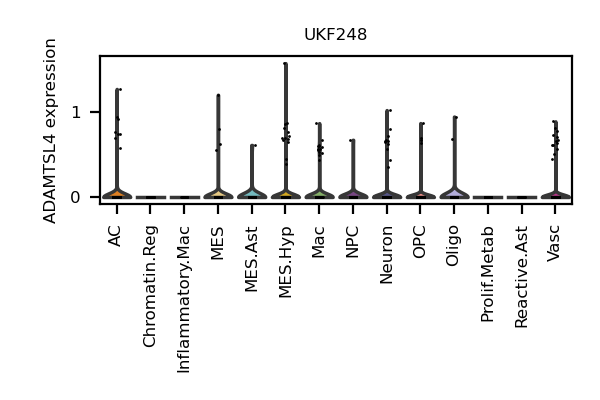 UKF248
ADAMTSL4 expression
1
0
AC
Chromatin.Reg
Inflammatory.Mac
MES
MES.Ast
MES.Hyp
Mac
NPC
Neuron
OPC
Oligo
Prolif.Metab
Reactive.Ast
Vasc